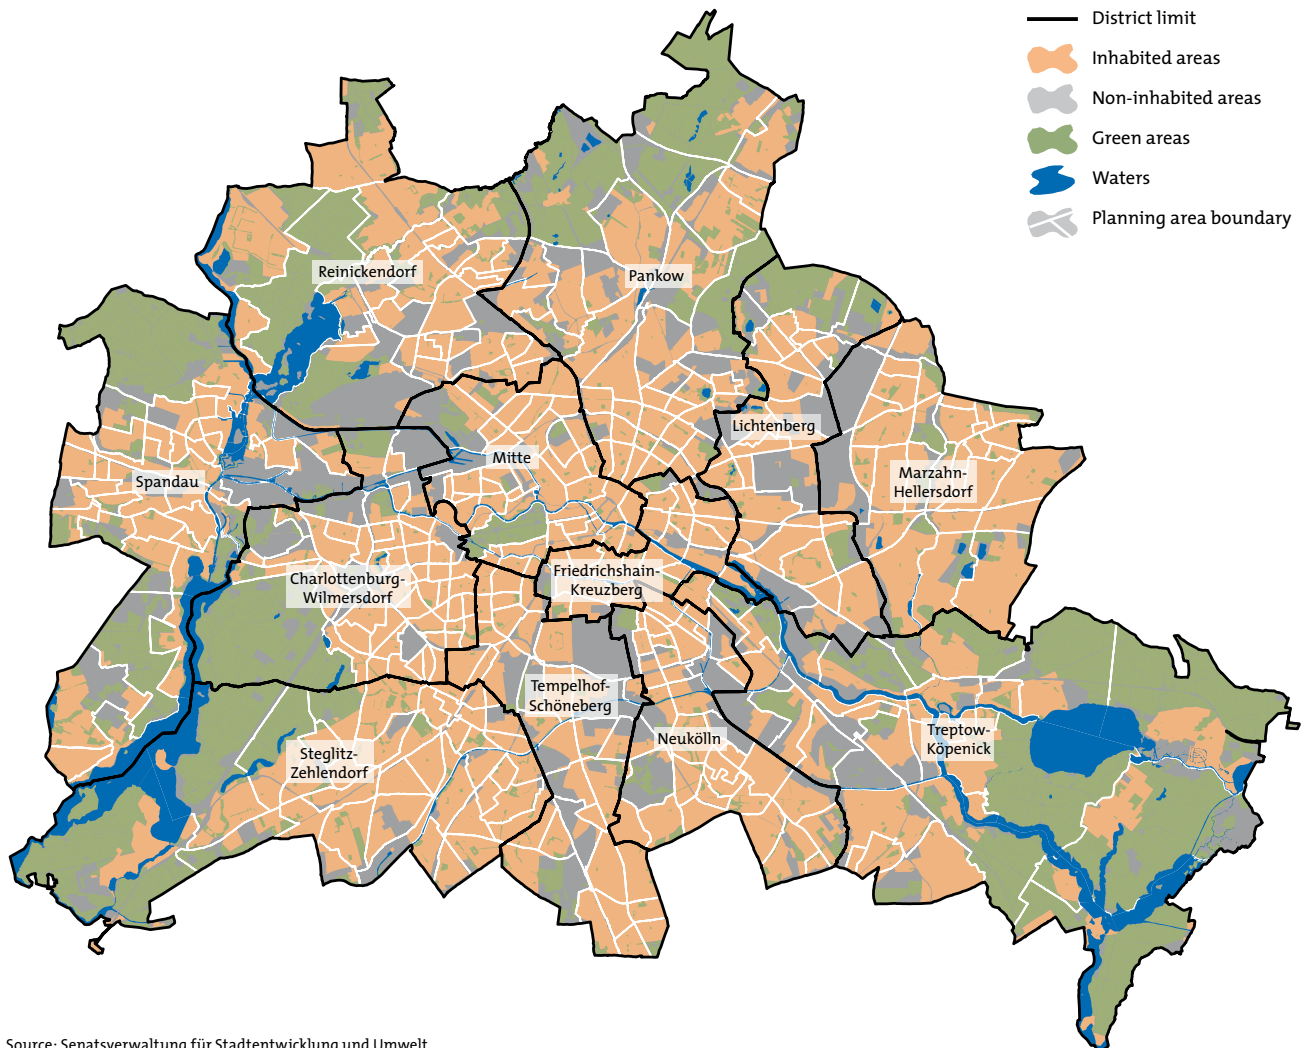 District limit
Inhabited areas
Non-inhabited areas
Green areas
Waters
Planning area boundary
Reinickendorf
Pankow
Lichtenberg
Mitte
Marzahn-
Hellersdorf
Spandau
Friedrichshain-
Kreuzberg
Charlottenburg-
Wilmersdorf
Tempelhof-
Schöneberg
Neukölln
Treptow-
Köpenick
Steglitz-
Zehlendorf
Source: Senatsverwaltung für Stadtentwicklung und Umwelt